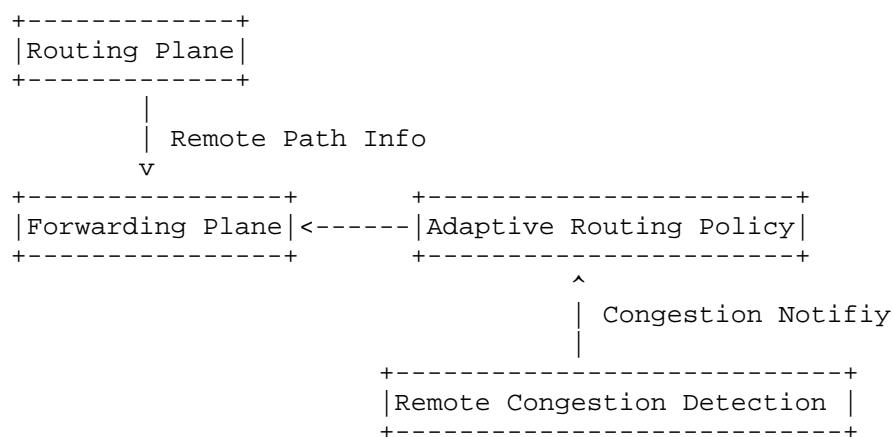 Routing Plane
Remote Path Info
Forwarding Plane
Adaptive Routing Policy
Congestion Notifiy
Remote Congestion Detection